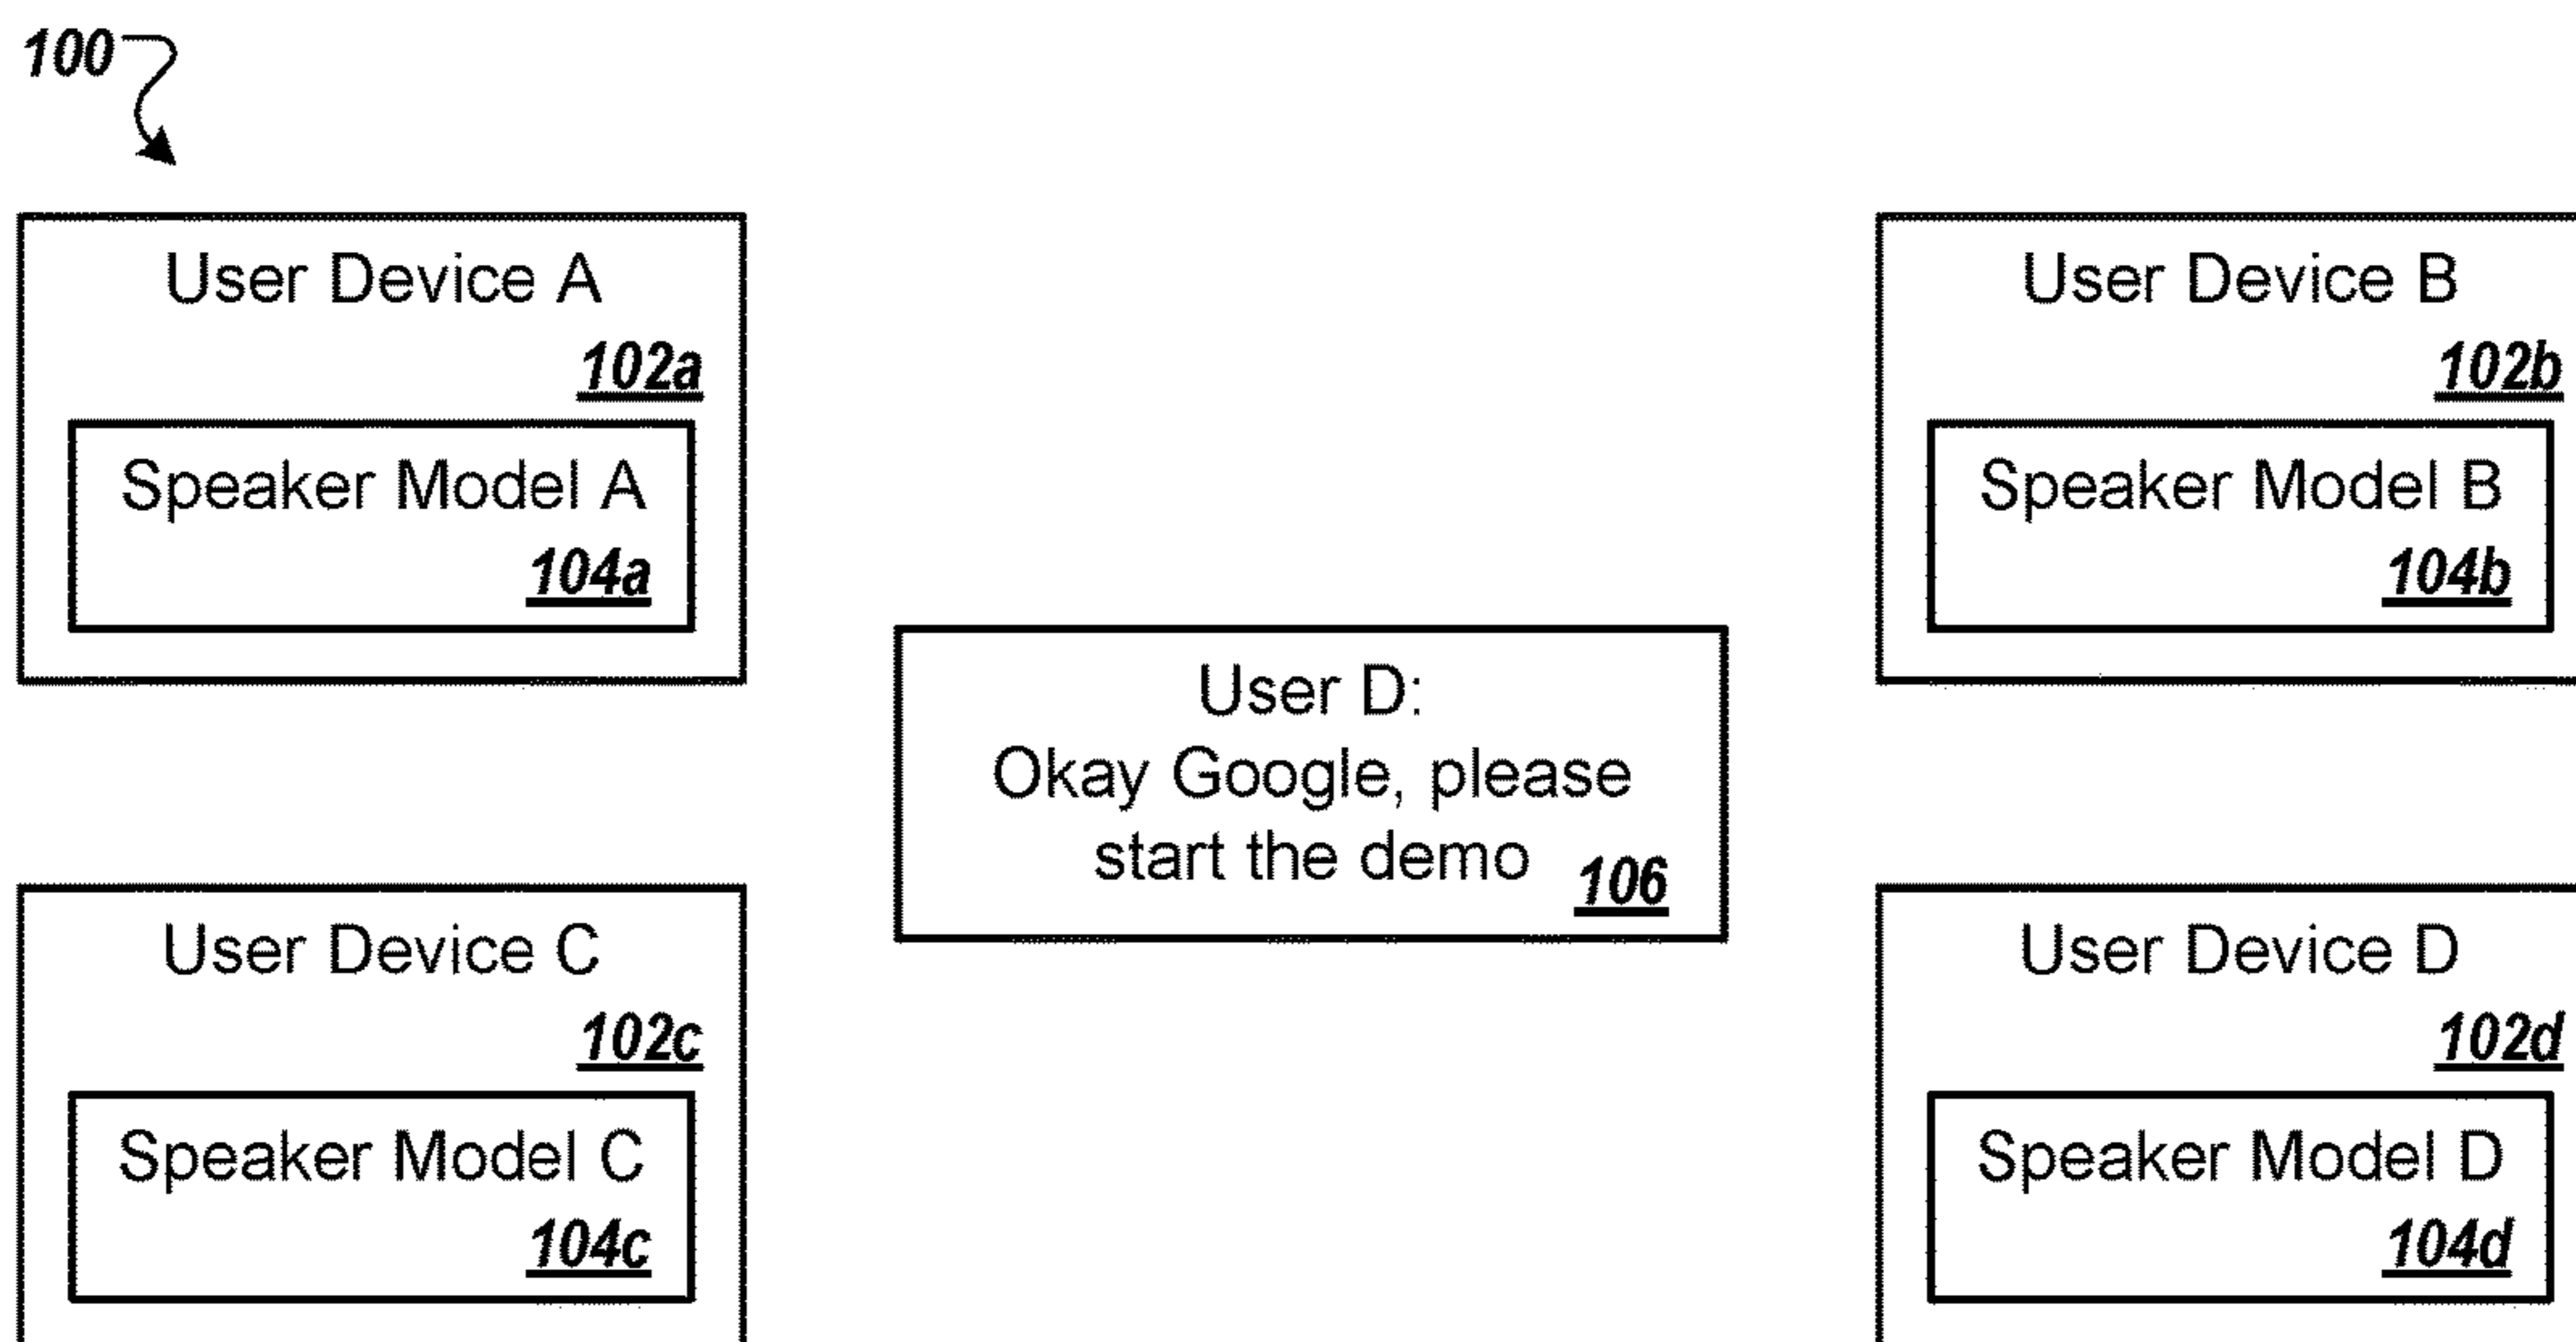 100
User Device A
102a
Speaker Model A
104a
User Device B
102b
Speaker Model B
104b
User D:
Okay Google, please
start the demo 106
User Device C
102c
Speaker Model C
104c
User Device D
102d
Speaker Model D
104d